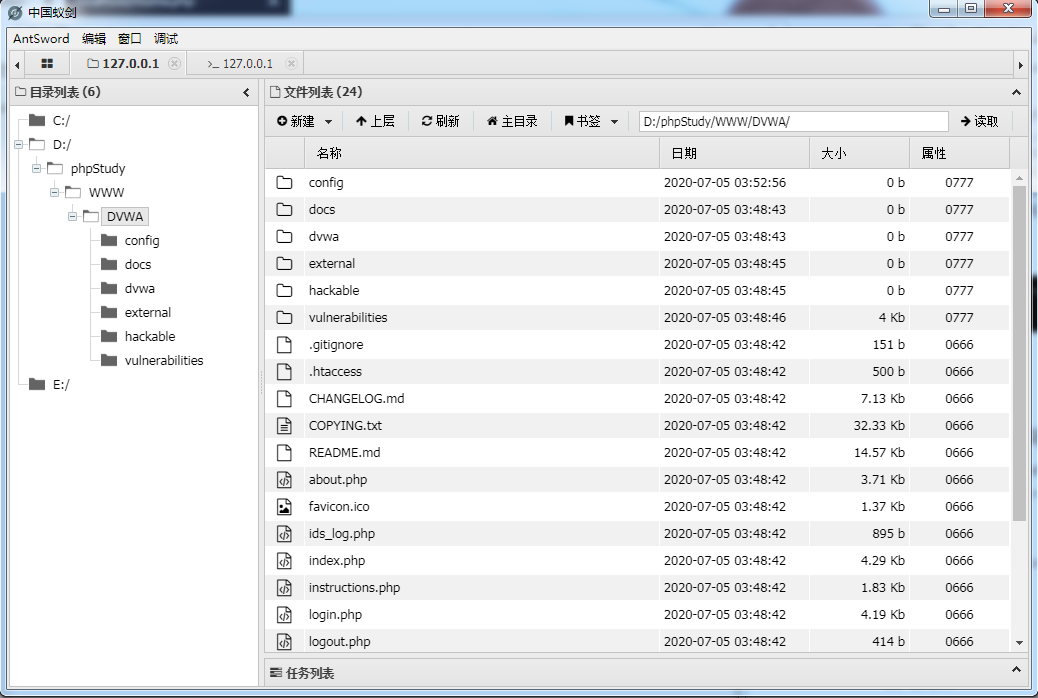 中国蚁剑
AntSword 编辑 窗口 调试
127.0.0.1 >_ 127.0.0.1
目录列表 (6)
C:/
D:/
phpStudy
WWW
DVWA
config
docs
dvwa
external
hackable
vulnerabilities
E:/
文件列表 (24)
新建 上层 刷新 主目录 书签 D:/phpStudy/WWW/DVWA/ 读取
名称 日期 大小 属性
config 2020-07-05 03:52:56 0 b 0777
docs 2020-07-05 03:48:43 0 b 0777
dvwa 2020-07-05 03:48:43 0 b 0777
external 2020-07-05 03:48:45 0 b 0777
hackable 2020-07-05 03:48:45 0 b 0777
vulnerabilities 2020-07-05 03:48:46 4 Kb 0777
.gitignore 2020-07-05 03:48:42 151 b 0666
.htaccess 2020-07-05 03:48:42 500 b 0666
CHANGELOG.md 2020-07-05 03:48:42 7.13 Kb 0666
COPYING.txt 2020-07-05 03:48:42 32.33 Kb 0666
README.md 2020-07-05 03:48:42 14.57 Kb 0666
about.php 2020-07-05 03:48:42 3.71 Kb 0666
favicon.ico 2020-07-05 03:48:42 1.37 Kb 0666
ids_log.php 2020-07-05 03:48:42 895 b 0666
index.php 2020-07-05 03:48:42 4.29 Kb 0666
instructions.php 2020-07-05 03:48:42 1.83 Kb 0666
login.php 2020-07-05 03:48:42 4.19 Kb 0666
logout.php 2020-07-05 03:48:42 414 b 0666
任务列表